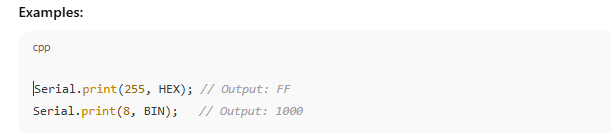 Examples:
cpp
Serial.print(255, HEX); // Output: FF
Serial.print(8, BIN);   // Output: 1000